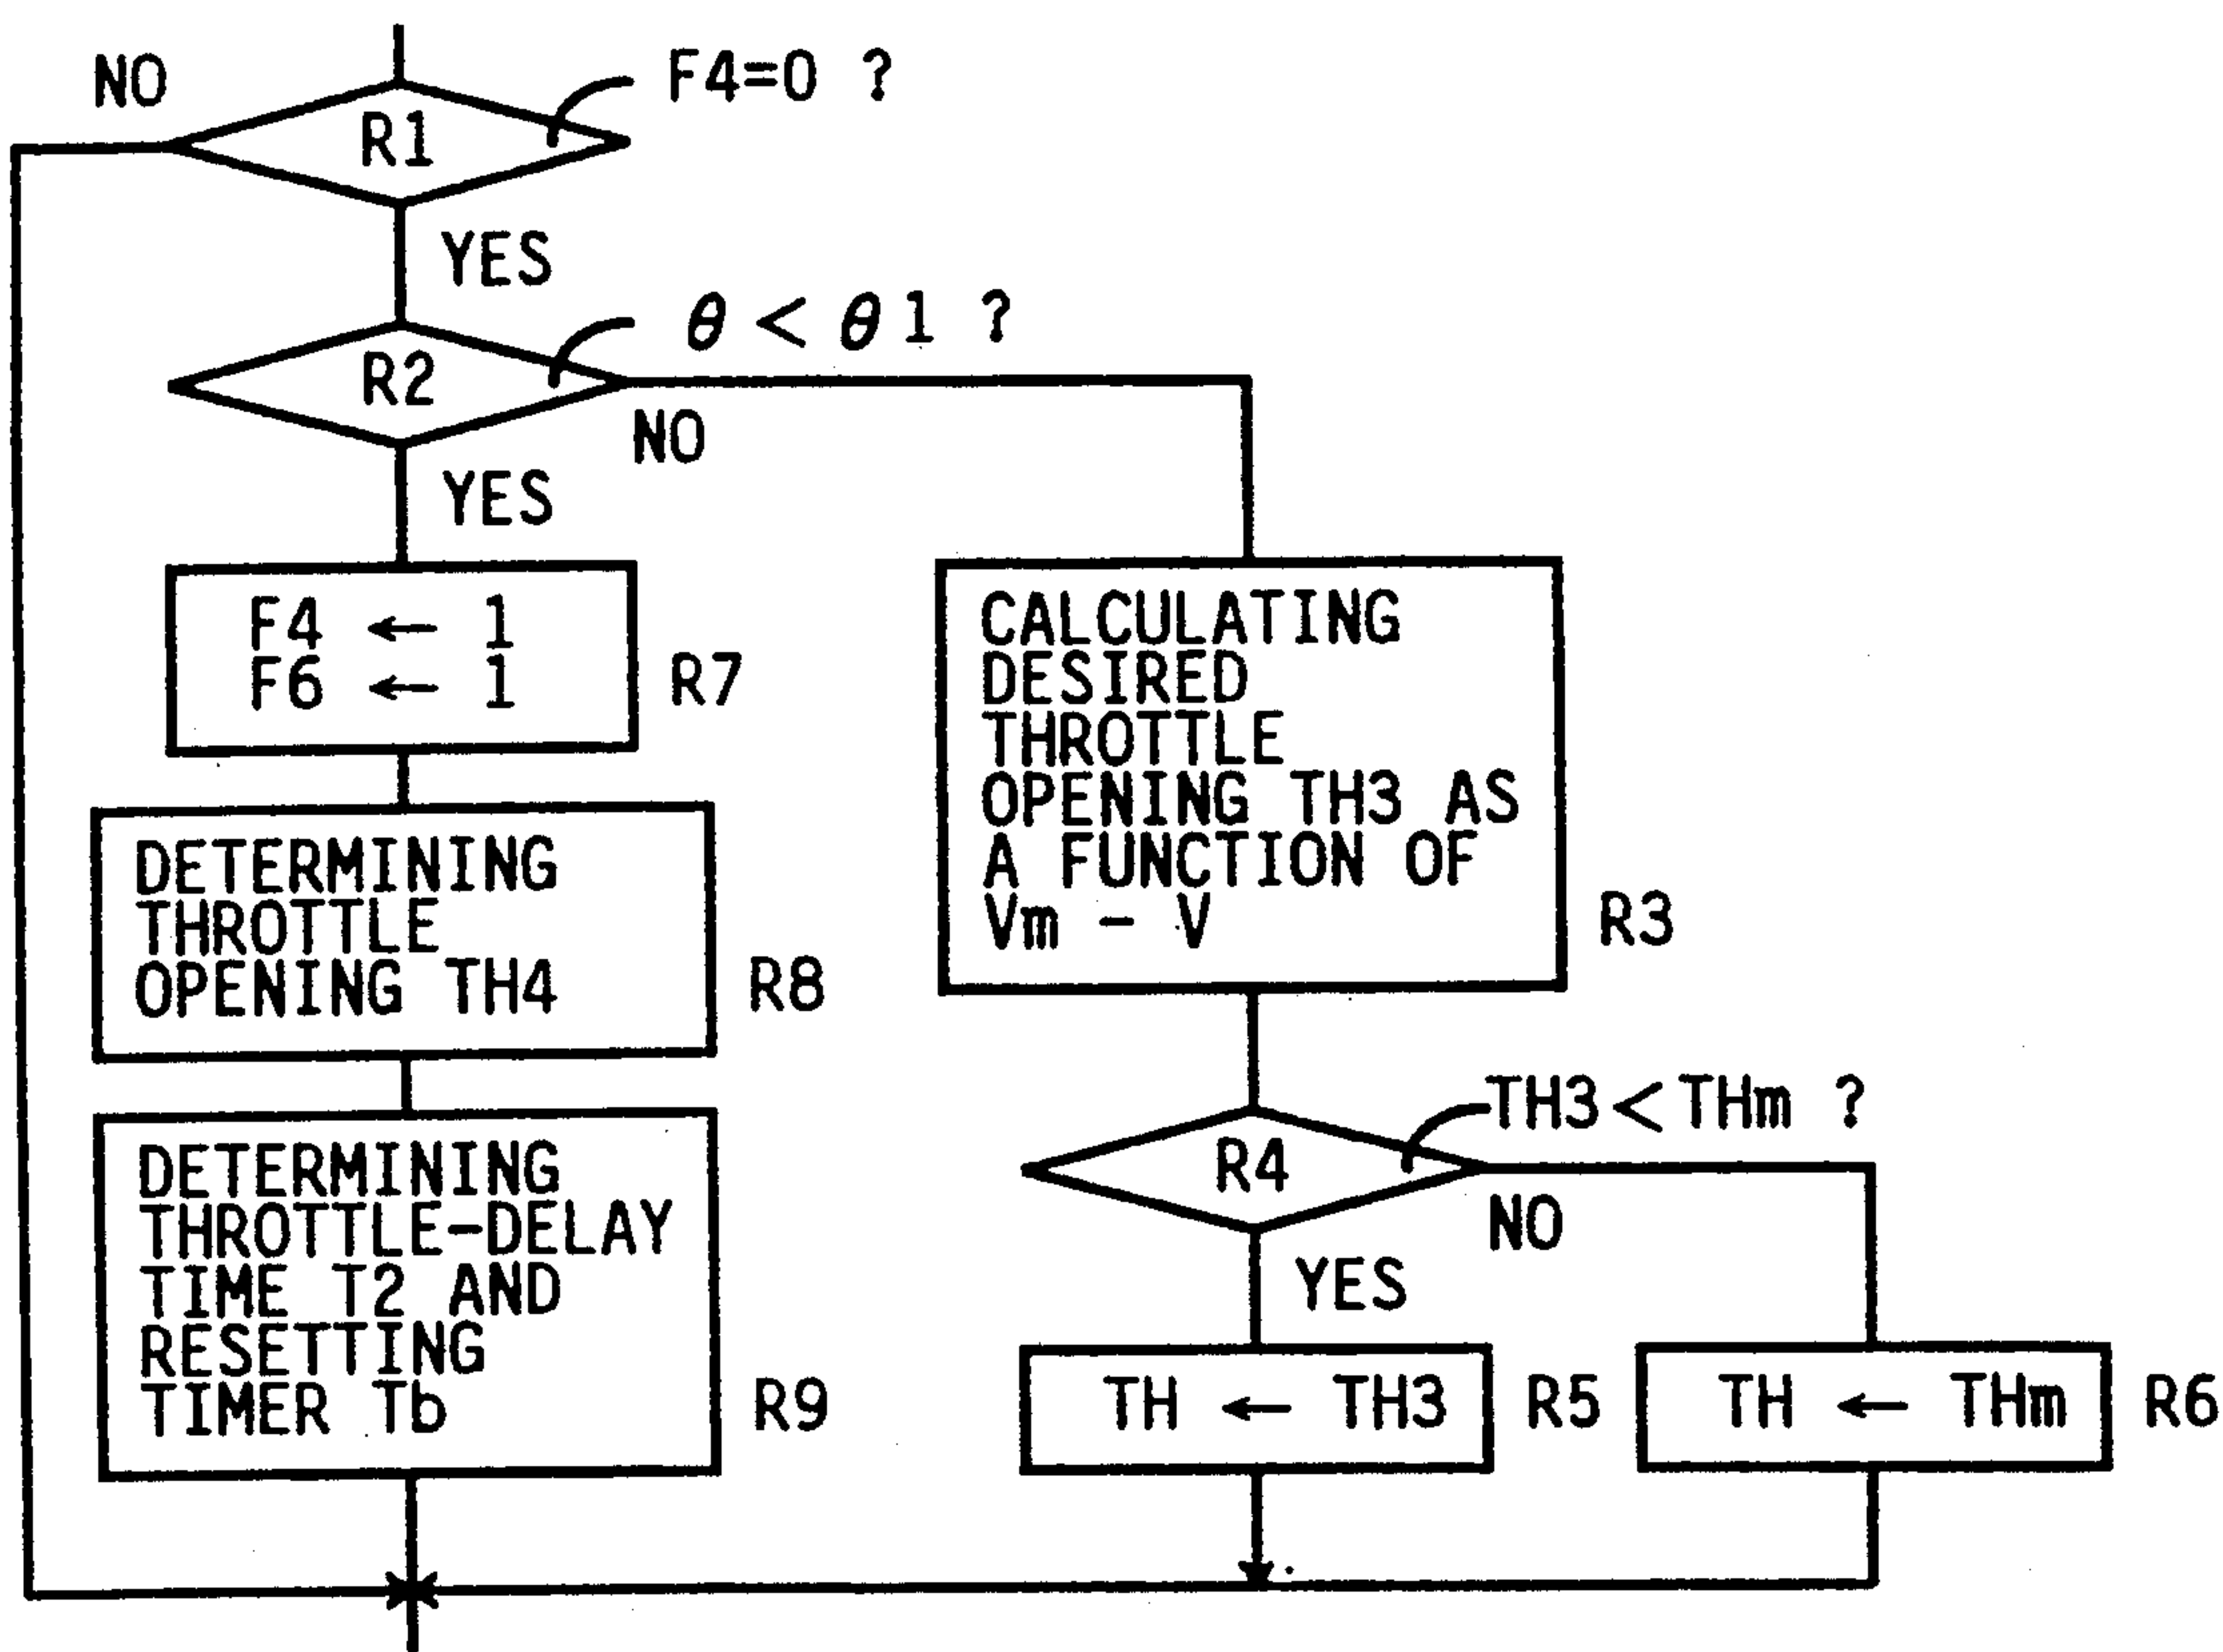 NO
F4=0 ?
R1
YES
θ < θ1 ?
R2
NO
YES
F4 ← 1
F6 ← 1
R7
DETERMINING
THROTTLE
OPENING TH4
R8
DETERMINING
THROTTLE-DELAY
TIME T2 AND
RESETTING
TIMER Tb
R9
CALCULATING
DESIRED
THROTTLE
OPENING TH3 AS
A FUNCTION OF
Vm - V
R3
TH3 < THm ?
R4
NO
YES
TH ← TH3
R5
TH ← THm
R6